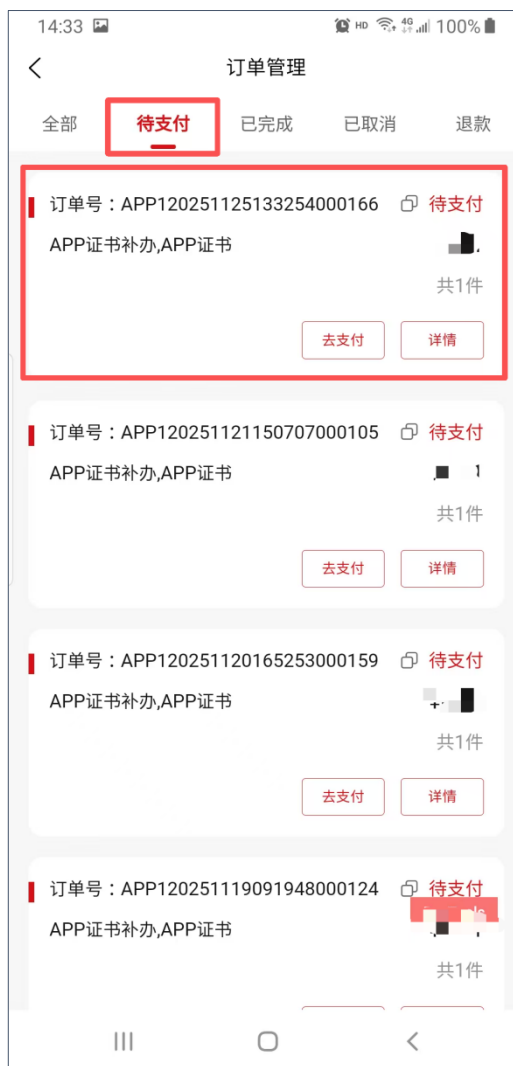 14:33 HD 4G 100%
订单管理
全部 待支付 已完成 已取消 退款
订单号：APP120251125133254000166 待支付
APP证书补办,APP证书
共1件
去支付 详情
订单号：APP120251121150707000105 待支付
APP证书补办,APP证书
共1件
去支付 详情
订单号：APP120251120165253000159 待支付
APP证书补办,APP证书
共1件
去支付 详情
订单号：APP120251119091948000124 待支付
APP证书补办,APP证书
共1件